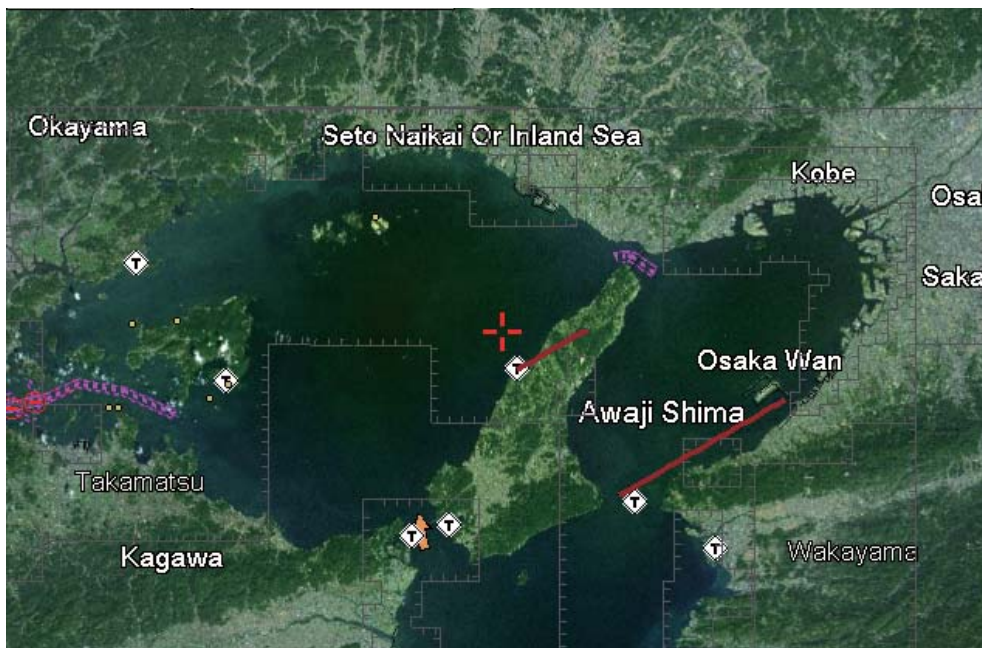 Okayama
Seto Naikai Or Inland Sea
Kobe
Osa
Saka
T
T
T
Osaka Wan
Awaji Shima
Takamatsu
T
T
T
T
Kagawa
Wakayama